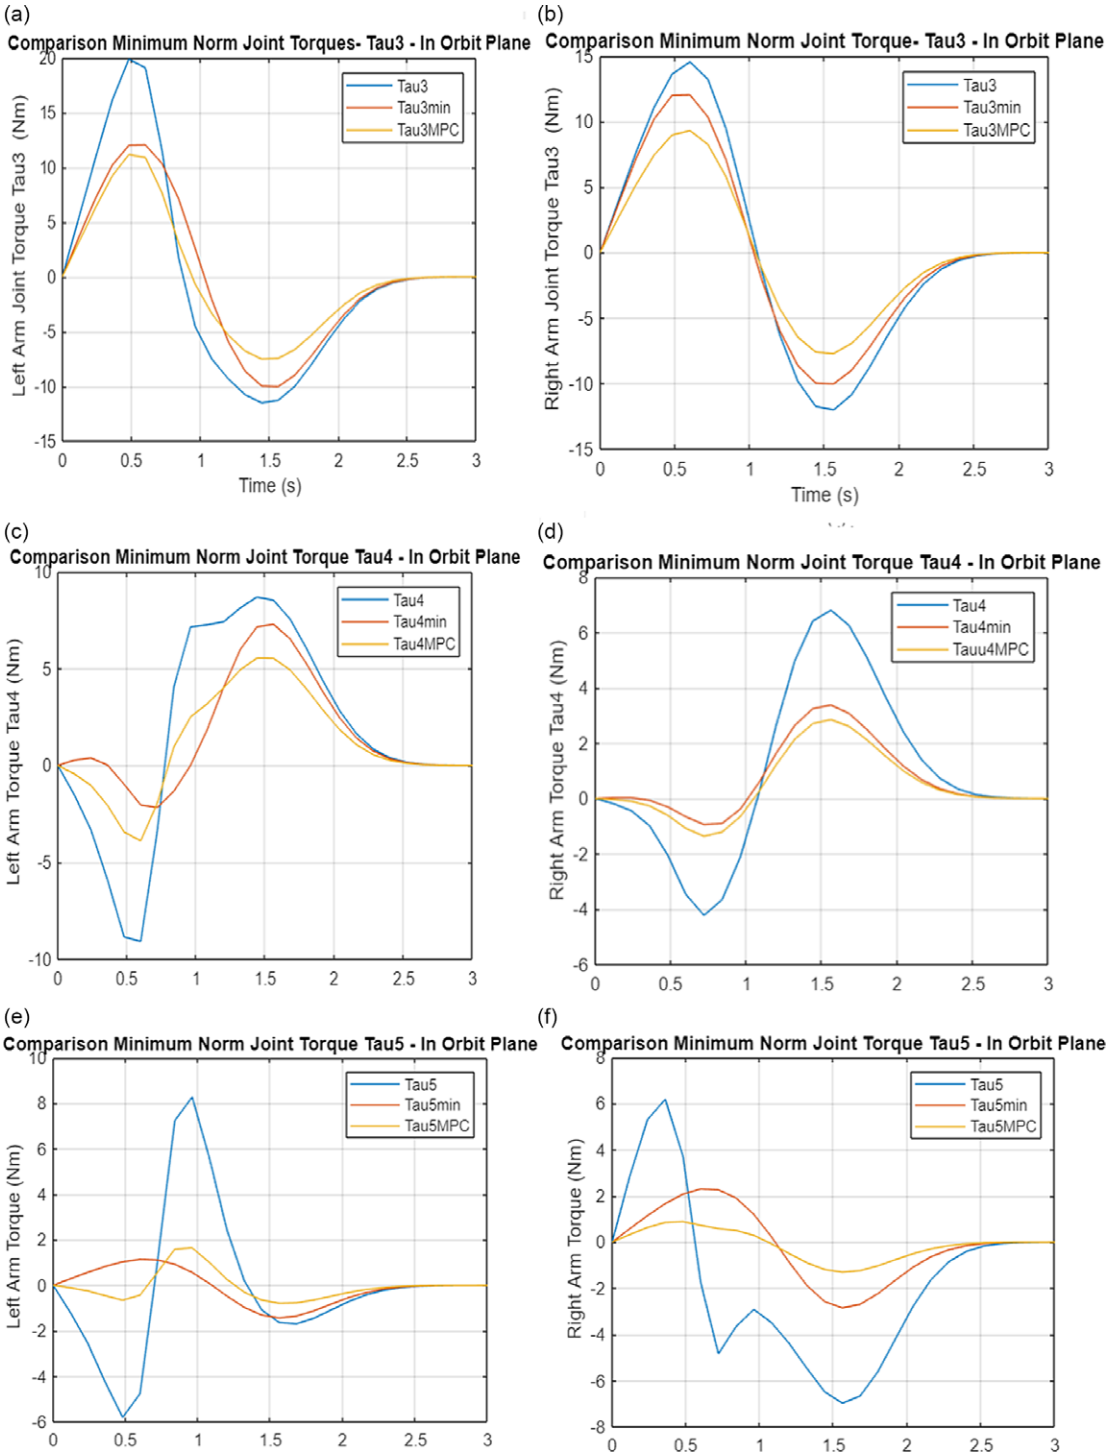 (a)
Comparison Minimum Norm Joint Torques- Tau3 - In Orbit Plane
20
15
10
5
0
-5
-10
-15
Left Arm Joint Torque Tau3 (Nm)
Tau3
Tau3min
Tau3MPC
0 0.5 1 1.5 2 2.5 3
Time (s)
(b)
Comparison Minimum Norm Joint Torque- Tau3 - In Orbit Plane
15
10
5
0
-5
-10
-15
Right Arm Joint Torque Tau3 (Nm)
Tau3
Tau3min
Tau3MPC
0 0.5 1 1.5 2 2.5 3
Time (s)
(c)
Comparison Minimum Norm Joint Torque Tau4 - In Orbit Plane
10
5
0
-5
-10
Left Arm Torque Tau4 (Nm)
Tau4
Tau4min
Tau4MPC
0 0.5 1 1.5 2 2.5 3
(d)
Comparison Minimum Norm Joint Torque Tau4 - In Orbit Plane
8
6
4
2
0
-2
-4
-6
Right Arm Torque Tau4 (Nm)
Tau4
Tau4min
Tauu4MPC
0 0.5 1 1.5 2 2.5 3
(e)
Comparison Minimum Norm Joint Torque Tau5 - In Orbit Plane
10
8
6
4
2
0
-2
-4
-6
Left Arm Torque (Nm)
Tau5
Tau5min
Tau5MPC
0 0.5 1 1.5 2 2.5 3
(f)
Comparison Minimum Norm Joint Torque Tau5 - In Orbit Plane
8
6
4
2
0
-2
-4
-6
-8
Right Arm Torque (Nm)
Tau5
Tau5min
Tau5MPC
0 0.5 1 1.5 2 2.5 3